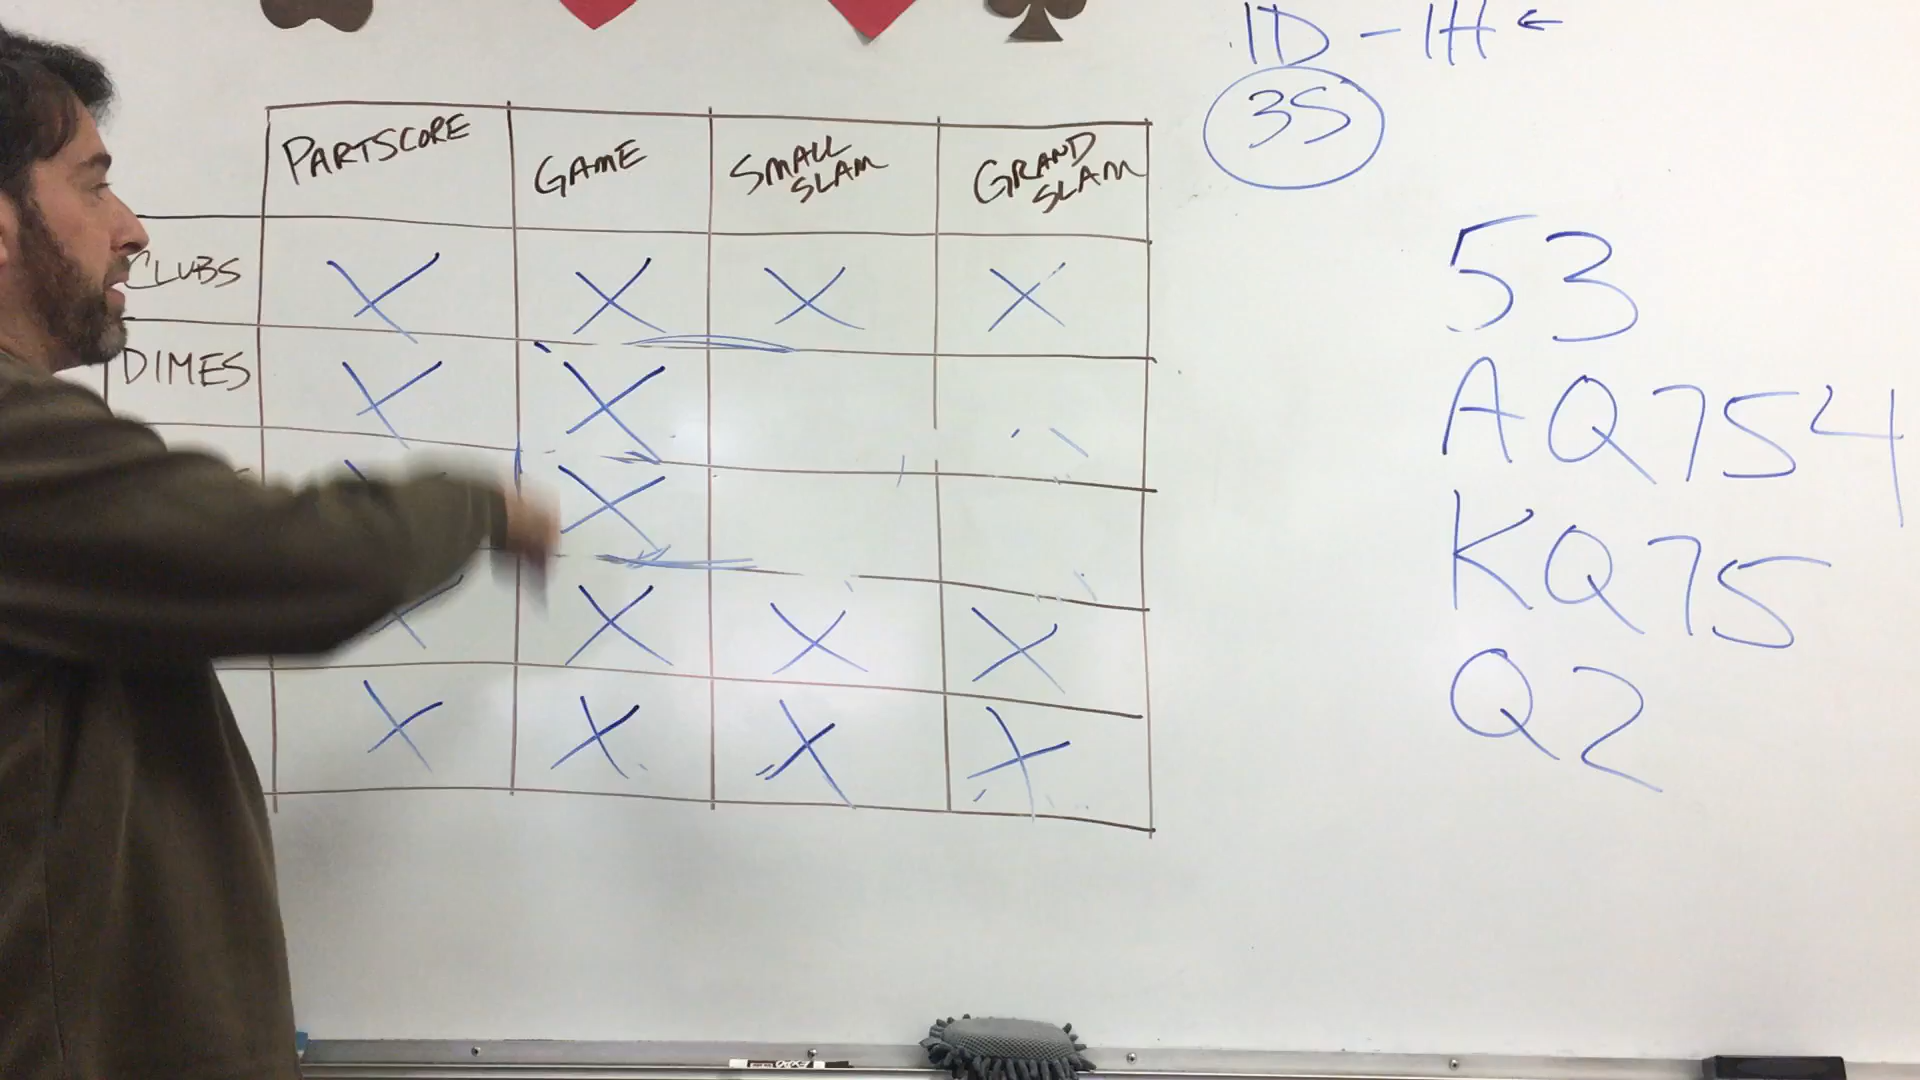 1D - 1H ←
3S
PARTSCORE GAME SMALL SLAM GRAND SLAM
CLUBS X X X X
DIMES X X
X
X X X X
X X X X
53
AQ754
KQ75
Q2